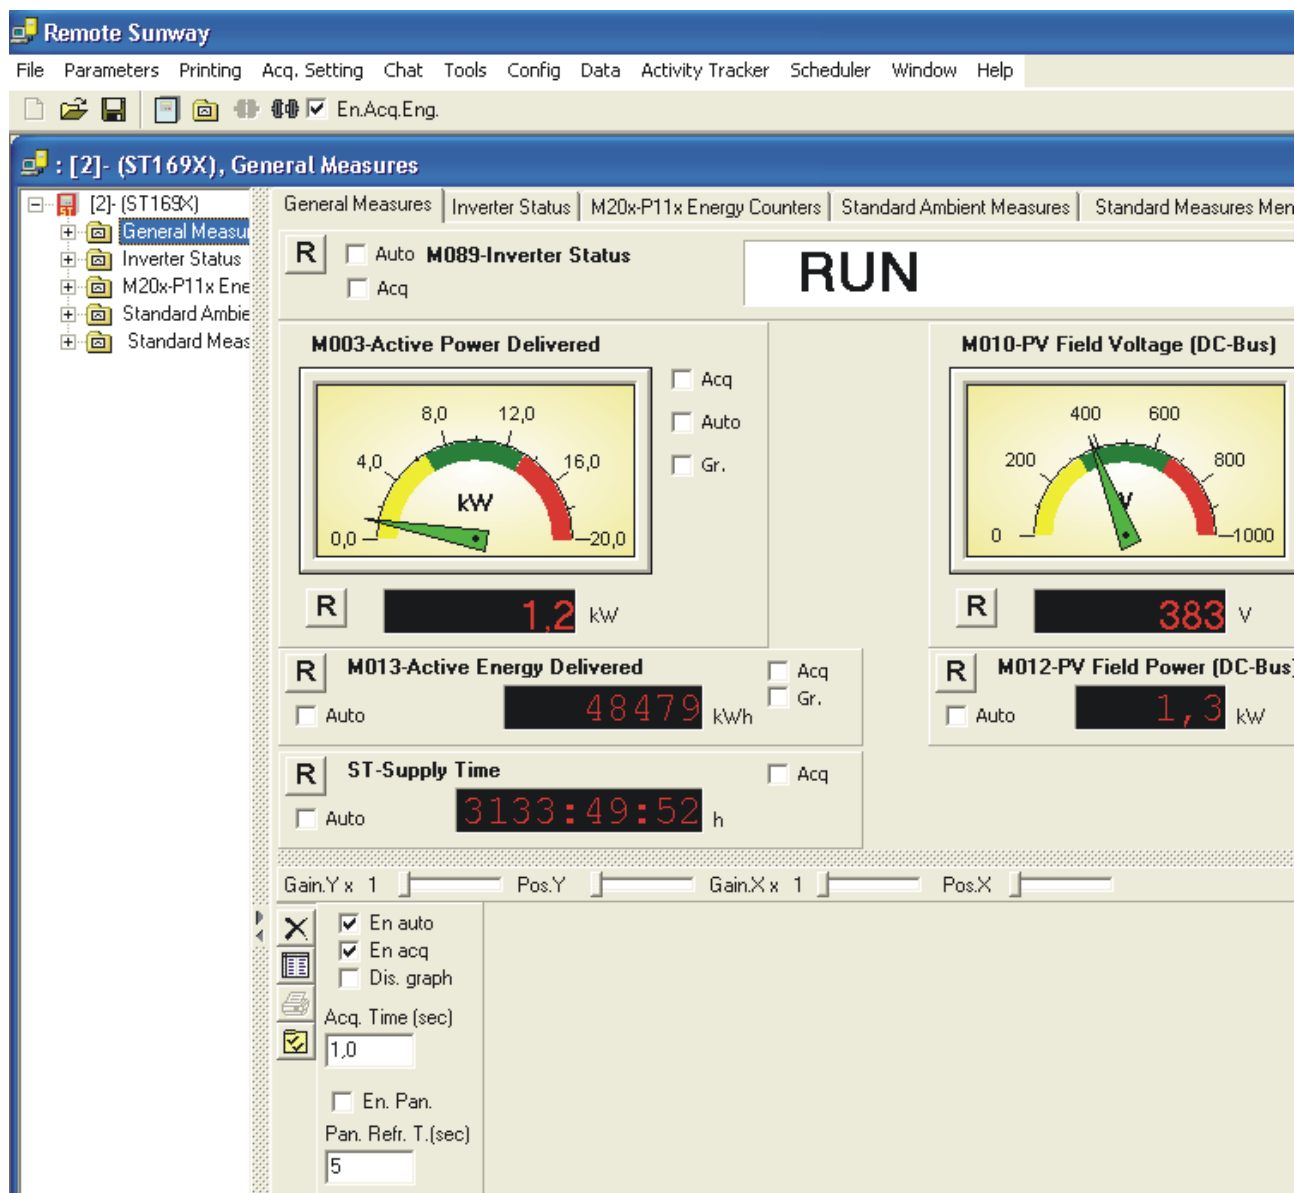 Remote Sunway
File Parameters Printing Acq. Setting Chat Tools Config Data Activity Tracker Scheduler Window Help
En.Acq.Eng.
: [2]- (ST169X), General Measures
[2]- (ST169X)
General Measur
Inverter Status
M20x-P11x Ene
Standard Ambie
Standard Meas
General Measures Inverter Status M20x-P11x Energy Counters Standard Ambient Measures Standard Measures Men
R Auto M089-Inverter Status RUN
Acq
M003-Active Power Delivered
0,0 4,0 8,0 12,0 16,0 20,0
kW
Acq
Auto
Gr.
R 1,2 kW
M010-PV Field Voltage (DC-Bus)
0 200 400 600 800 1000
V
R 383 V
R M013-Active Energy Delivered Acq
Auto 48479 kWh Gr.
R M012-PV Field Power (DC-Bus)
Auto 1,3 kW
R ST-Supply Time Acq
Auto 3133:49:52 h
Gain.Y x 1 Pos.Y Gain.X x 1 Pos.X
En auto
En acq
Dis. graph
Acq. Time (sec)
1,0
En. Pan.
Pan. Refr. T.(sec)
5